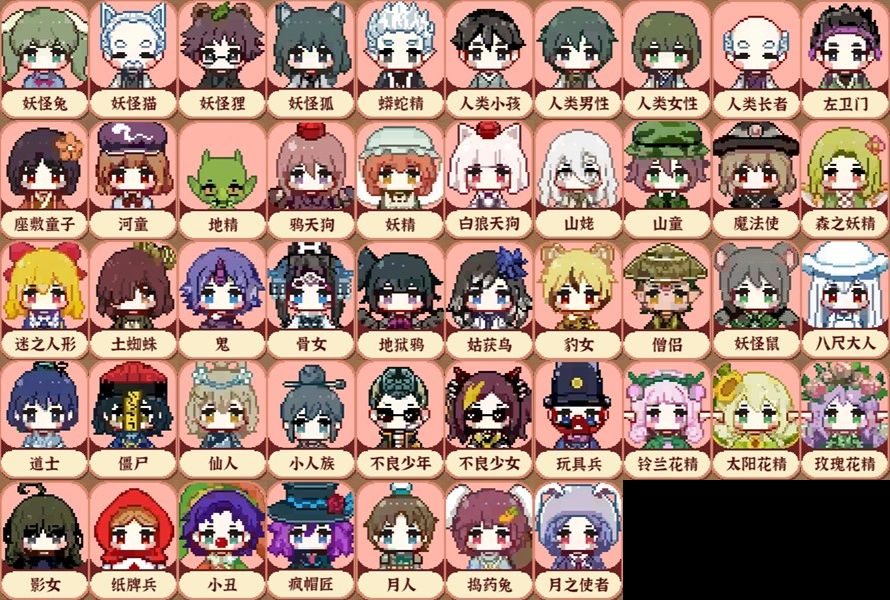 妖怪兔 妖怪猫 妖怪狸 妖怪狐 蟒蛇精 人类小孩 人类男性 人类女性 人类长者 左卫门
座敷童子 河童 地精 鸦天狗 妖精 白狼天狗 山姥 山童 魔法使 森之妖精
迷之人形 土蜘蛛 鬼 骨女 地狱鸦 姑获鸟 豹女 僧侣 妖怪鼠 八尺大人
道士 僵尸 仙人 小人族 不良少年 不良少女 玩具兵 铃兰花精 太阳花精 玫瑰花精
影女 纸牌兵 小丑 疯帽匠 月人 捣药兔 月之使者